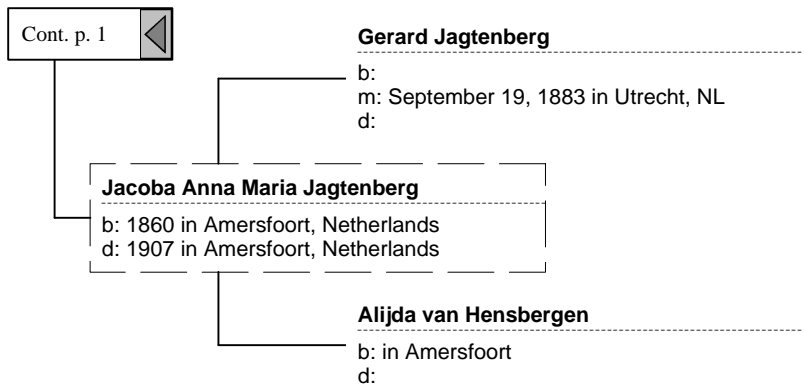 Cont. p. 1
Gerard Jagtenberg
b:
m: September 19, 1883 in Utrecht, NL
d:
Jacoba Anna Maria Jagtenberg
b: 1860 in Amersfoort, Netherlands
d: 1907 in Amersfoort, Netherlands
Alijda van Hensbergen
b: in Amersfoort
d: